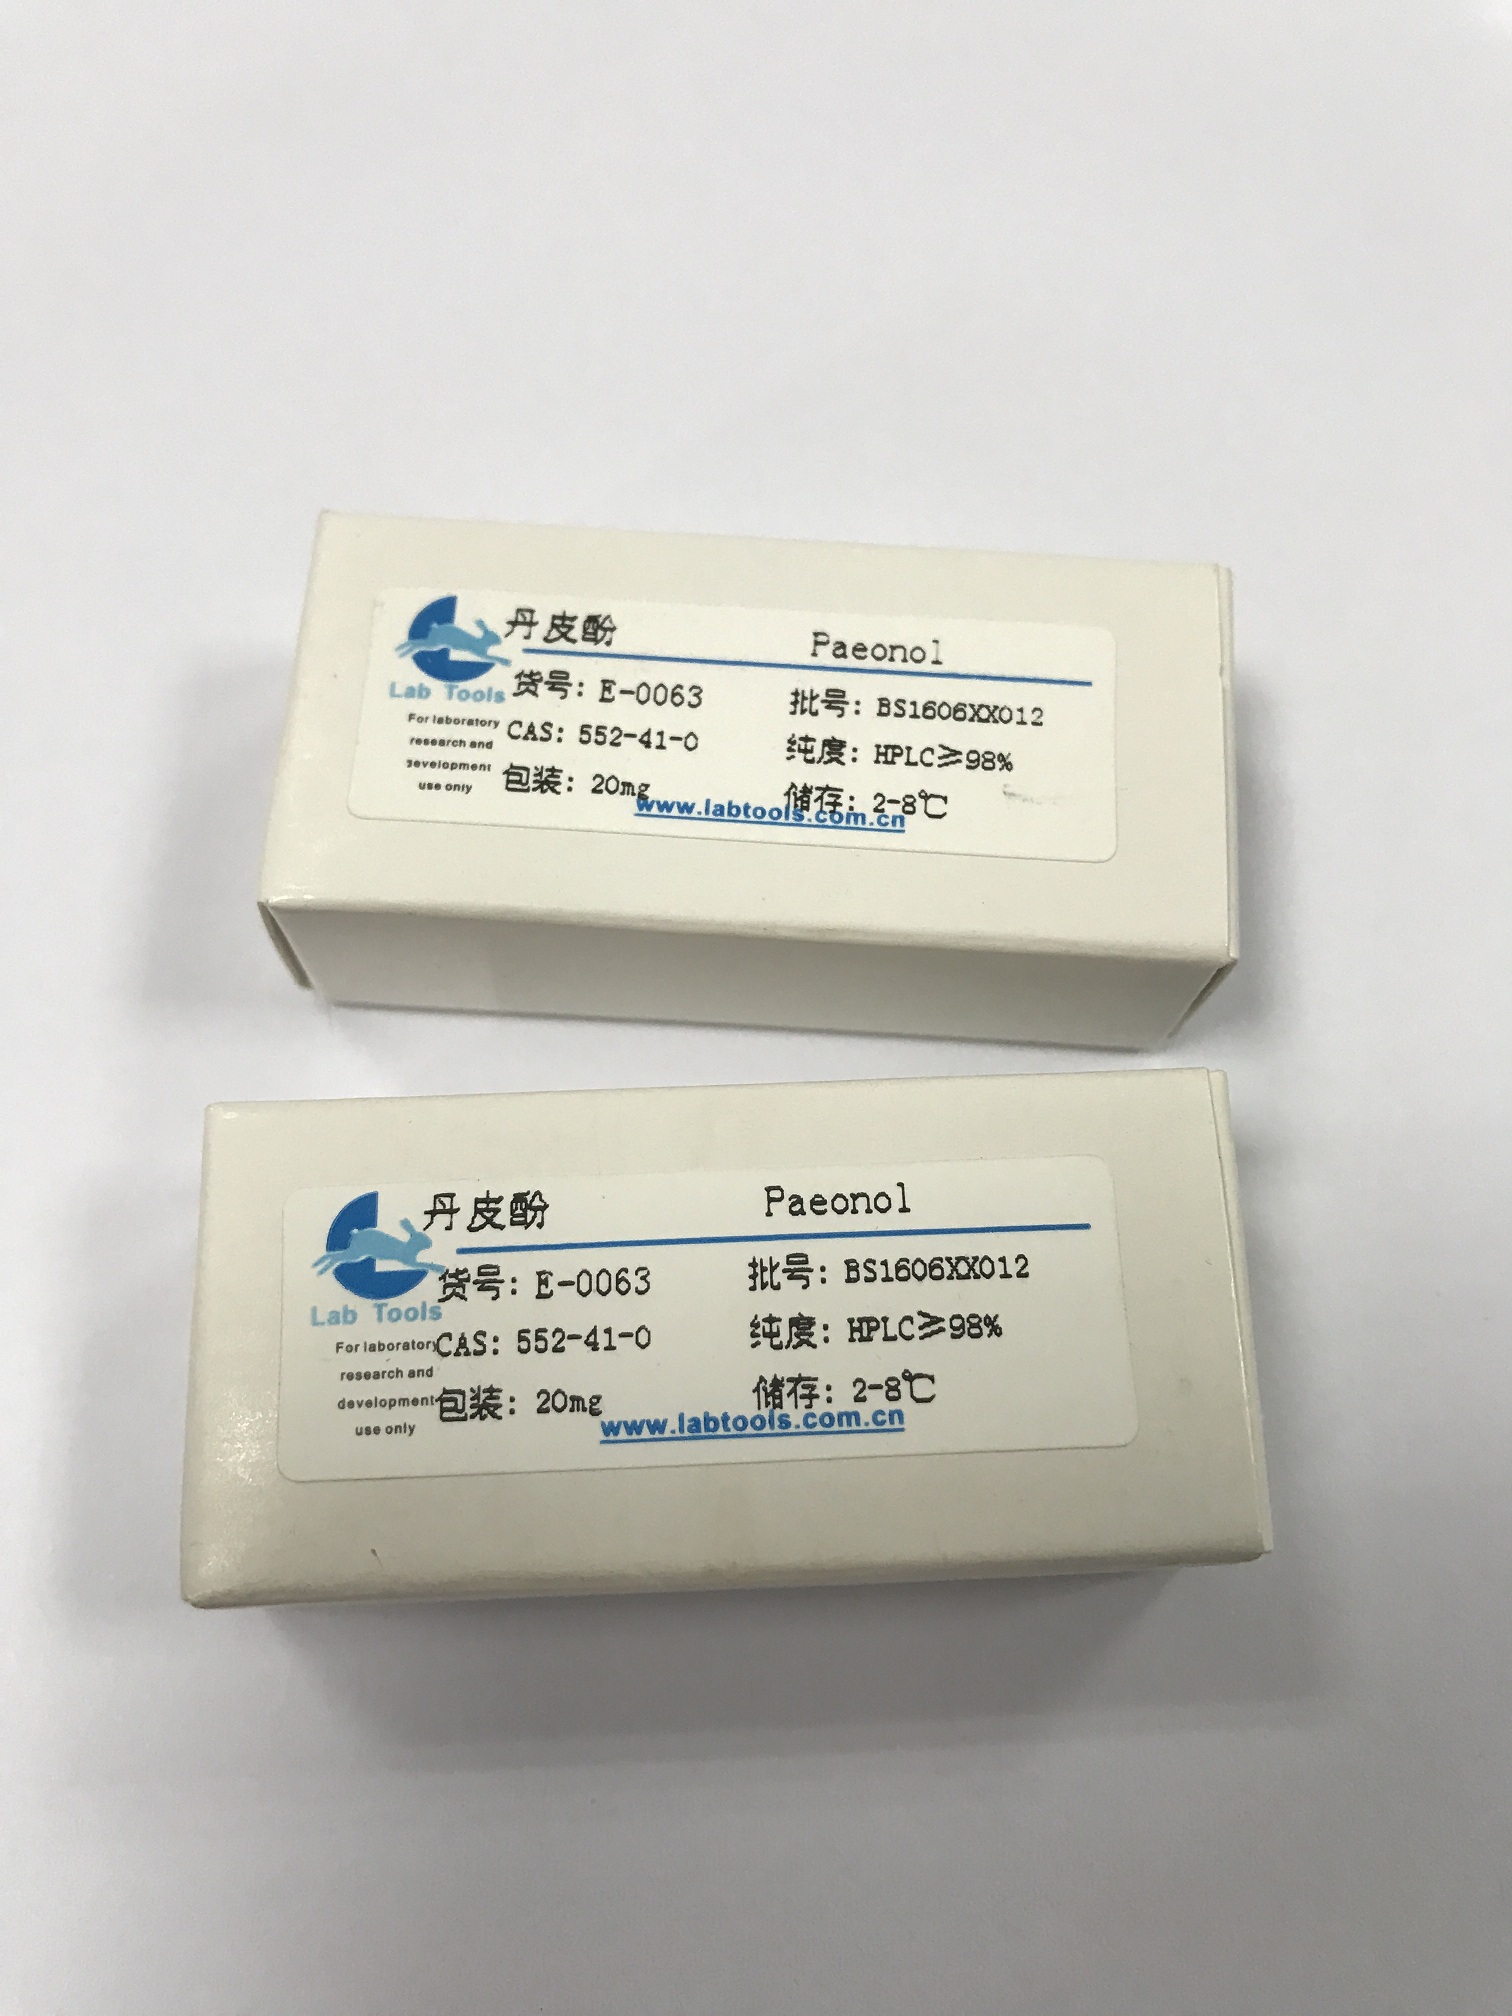 丹皮酚 Paeonol
货号: E-0063 批号: BS1606XX012
CAS: 552-41-0 纯度: HPLC≥98%
包装: 20mg 储存: 2-8℃
www.labtools.com.cn
Lab Tools
For laboratory
research and
development
use only
丹皮酚 Paeonol
货号: E-0063 批号: BS1606XX012
CAS: 552-41-0 纯度: HPLC≥98%
包装: 20mg 储存: 2-8℃
www.labtools.com.cn
Lab Tools
For laboratory
research and
development
use only